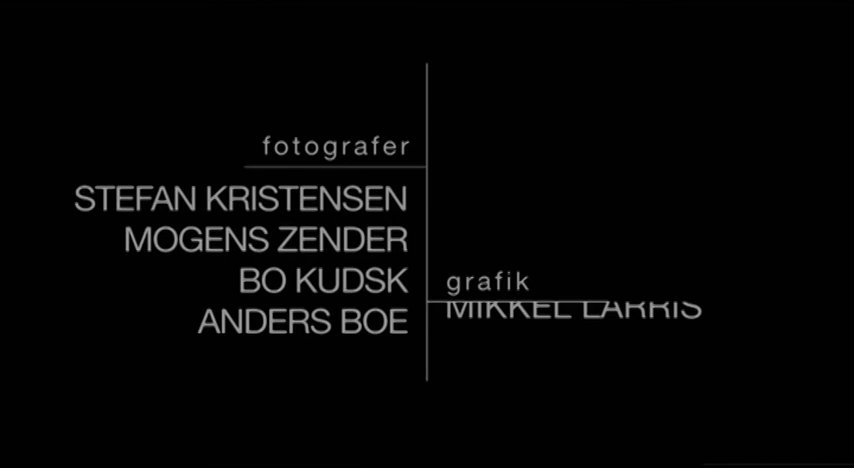 fotografer
STEFAN KRISTENSEN
MOGENS ZENDER
BO KUDSK
ANDERS BOE
grafik
MIKKEL LARRIS